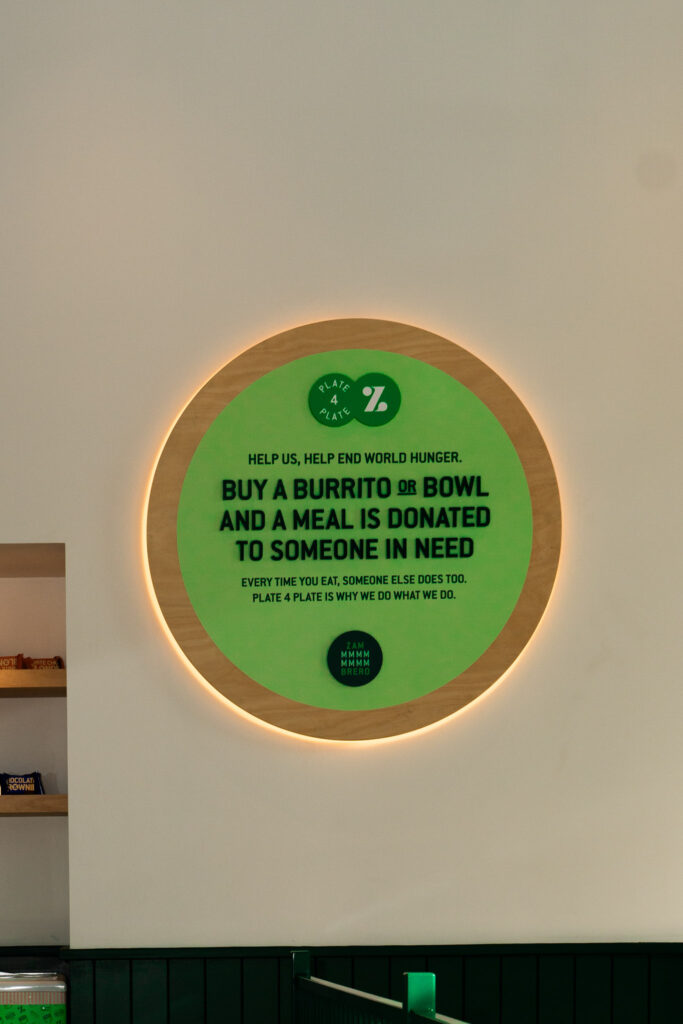 PLATE
4
PLATE
Z
HELP US, HELP END WORLD HUNGER.
BUY A BURRITO OR BOWL
AND A MEAL IS DONATED
TO SOMEONE IN NEED
EVERY TIME YOU EAT, SOMEONE ELSE DOES TOO.
PLATE 4 PLATE IS WHY WE DO WHAT WE DO.
ZAM
MMMM
MMMM
BRERO